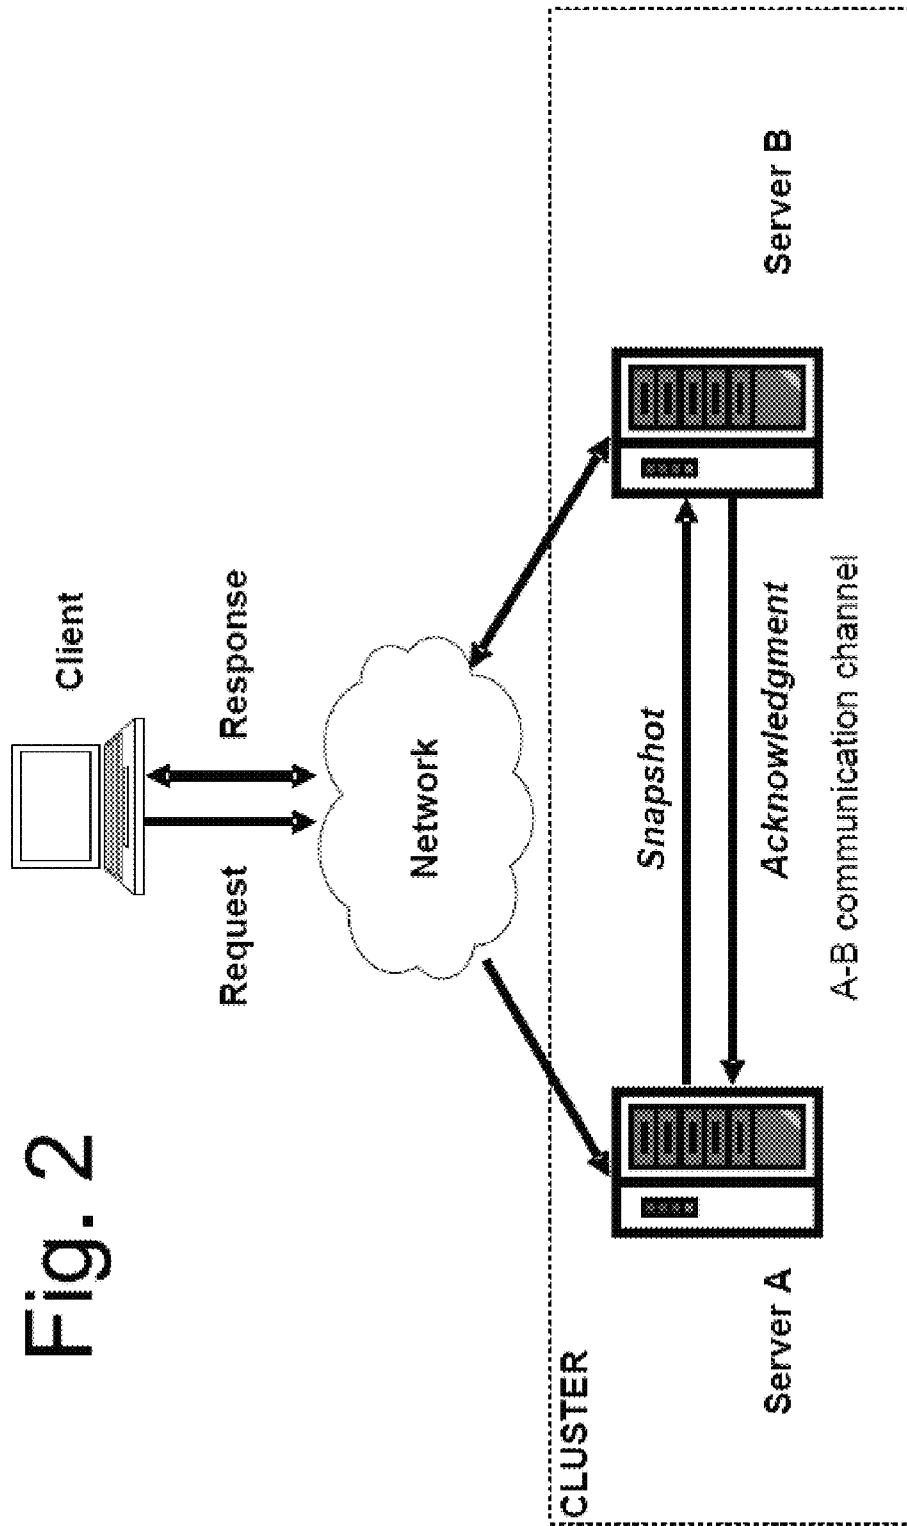 Fig. 2
Client
Request
Response
Network
CLUSTER
Snapshot
Acknowledgment
A-B communication channel
Server A
Server B